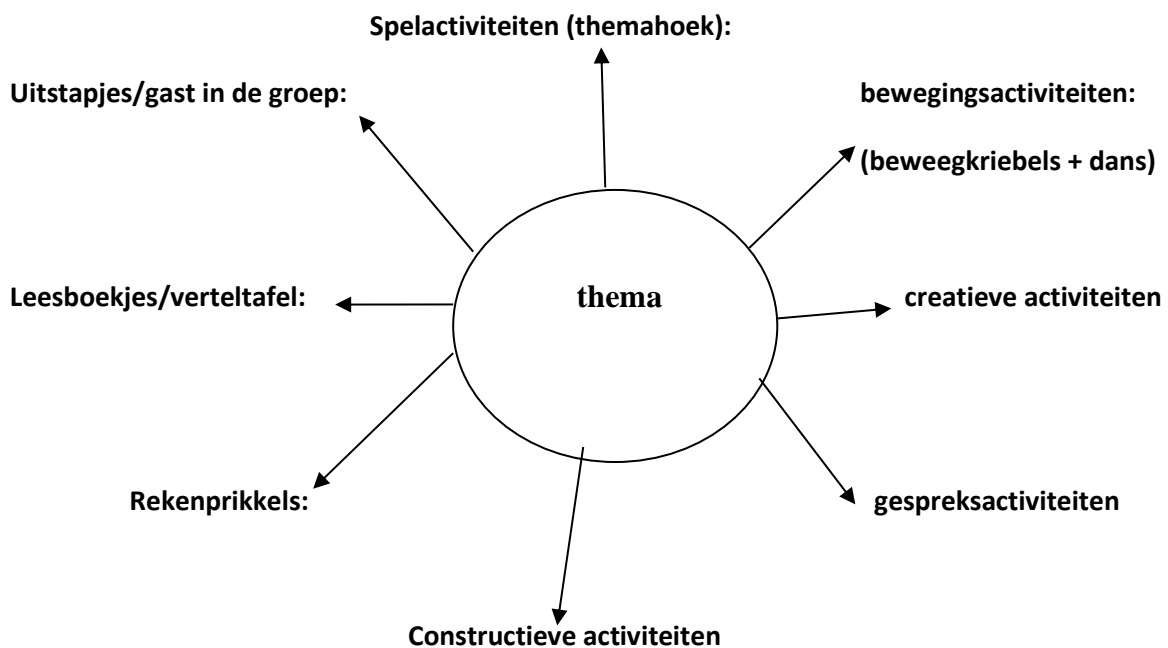 Spelactiviteiten (themahoek):
Uitstapjes/gast in de groep:
bewegingsactiviteiten:
(beweegkriebels + dans)
Leesboekjes/verteltafel:
thema
creatieve activiteiten
Rekenprikkels:
gespreksactiviteiten
Constructieve activiteiten